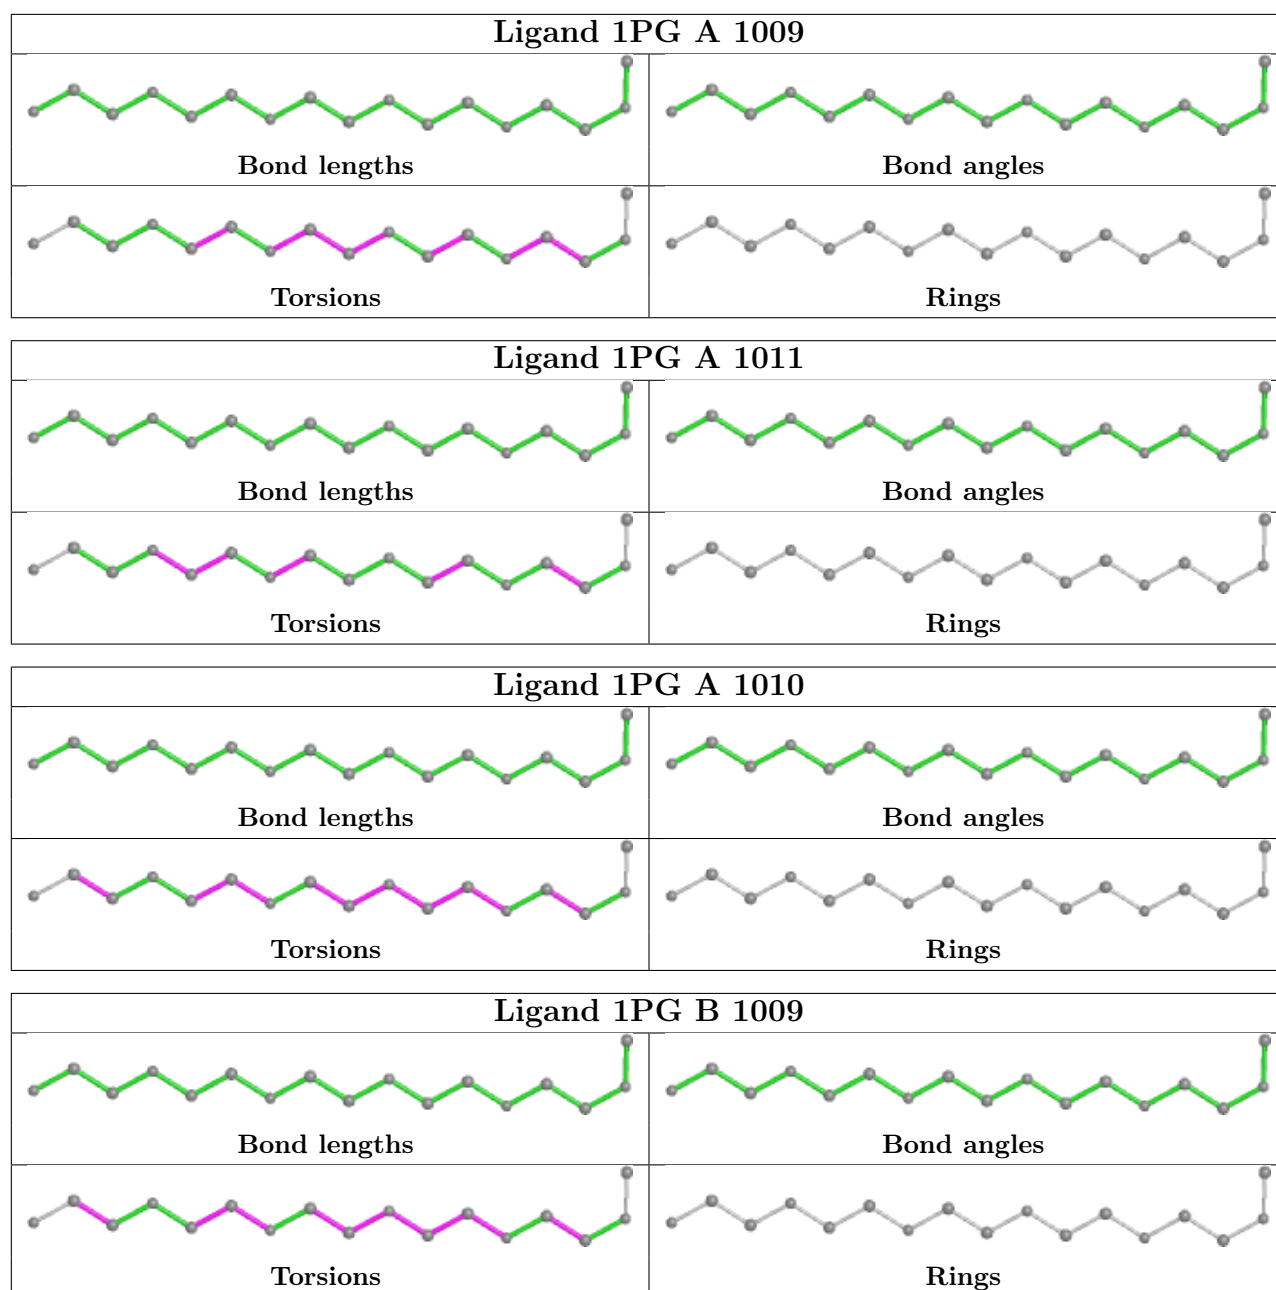 Ligand 1PG A 1009
Bond lengths Bond angles
Torsions Rings
Ligand 1PG A 1011
Bond lengths Bond angles
Torsions Rings
Ligand 1PG A 1010
Bond lengths Bond angles
Torsions Rings
Ligand 1PG B 1009
Bond lengths Bond angles
Torsions Rings